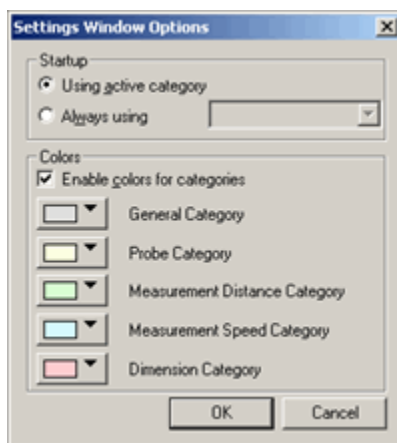 Settings Window Options
Startup
Using active category
Always using
Colors
Enable colors for categories
General Category
Probe Category
Measurement Distance Category
Measurement Speed Category
Dimension Category
OK Cancel